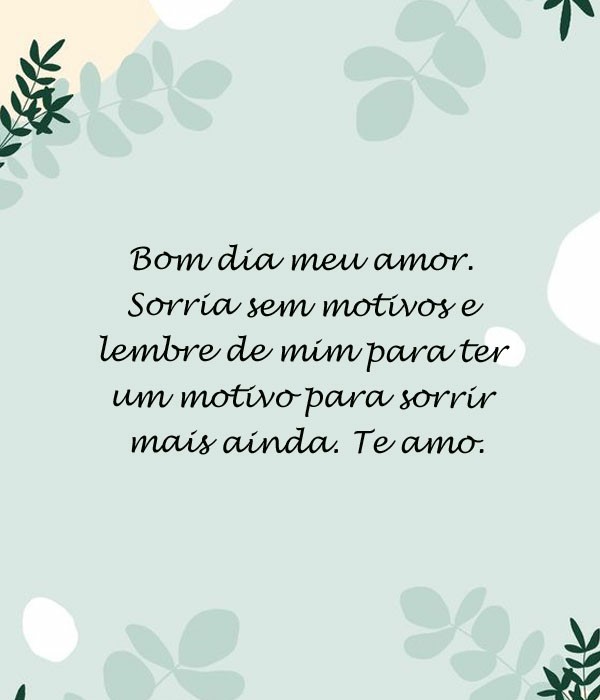 Bom dia meu amor.
Sorria sem motivos e
lembre de mim para ter
um motivo para sorrir
mais ainda. Te amo.